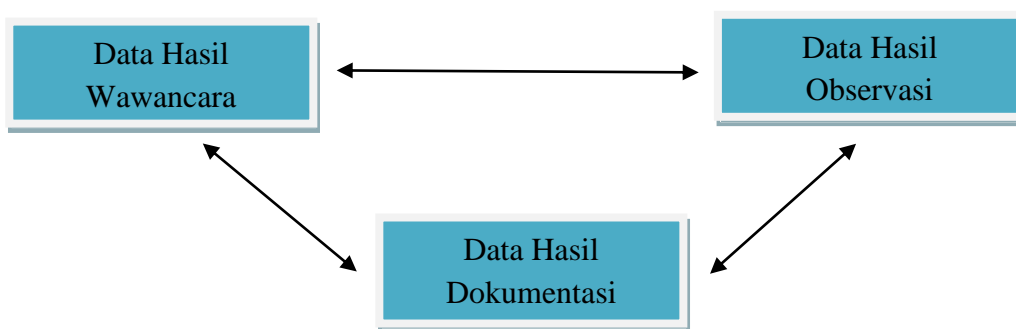 Data Hasil
Wawancara
Data Hasil
Observasi
Data Hasil
Dokumentasi